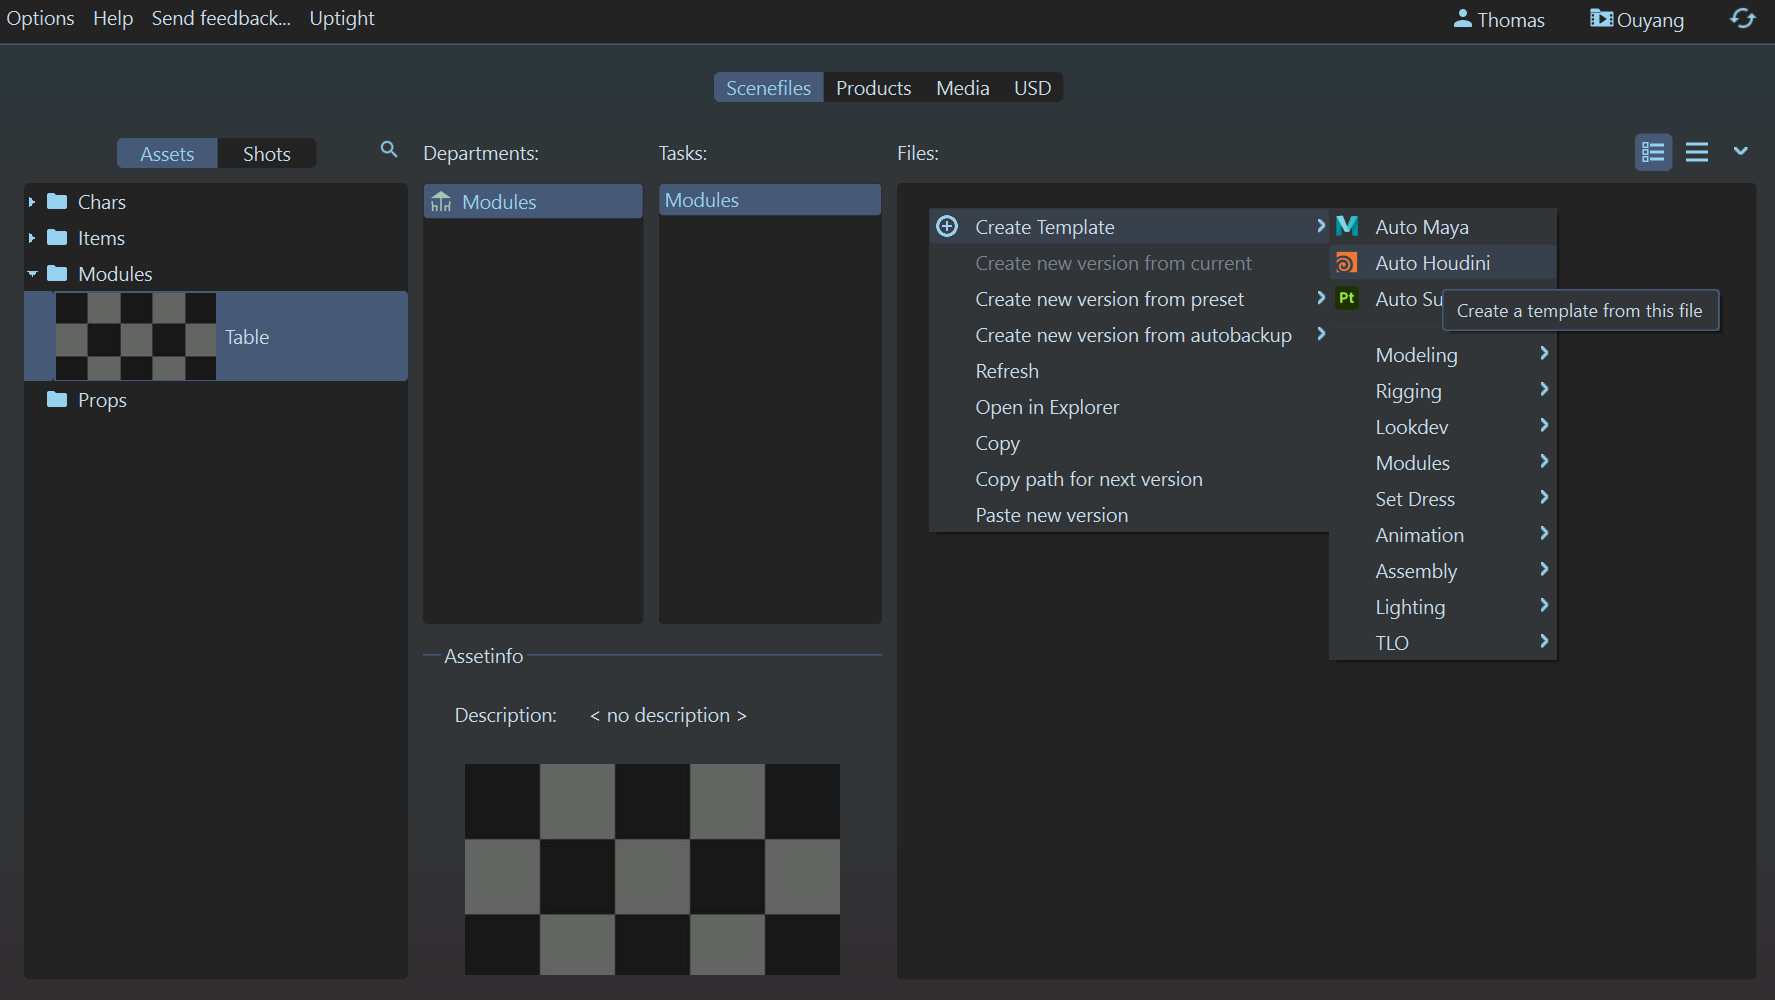 Options Help Send feedback... Uptight
Thomas Ouyang
Scenefiles Products Media USD
Assets Shots
Chars
Items
Modules
Table
Props
Departments:
Modules
Tasks:
Modules
Assetinfo
Description: < no description >
Files:
Create Template
Create new version from current
Create new version from preset
Create new version from autobackup
Refresh
Open in Explorer
Copy
Copy path for next version
Paste new version
Auto Maya
Auto Houdini
Pt Auto Su
Create a template from this file
Modeling
Rigging
Lookdev
Modules
Set Dress
Animation
Assembly
Lighting
TLO